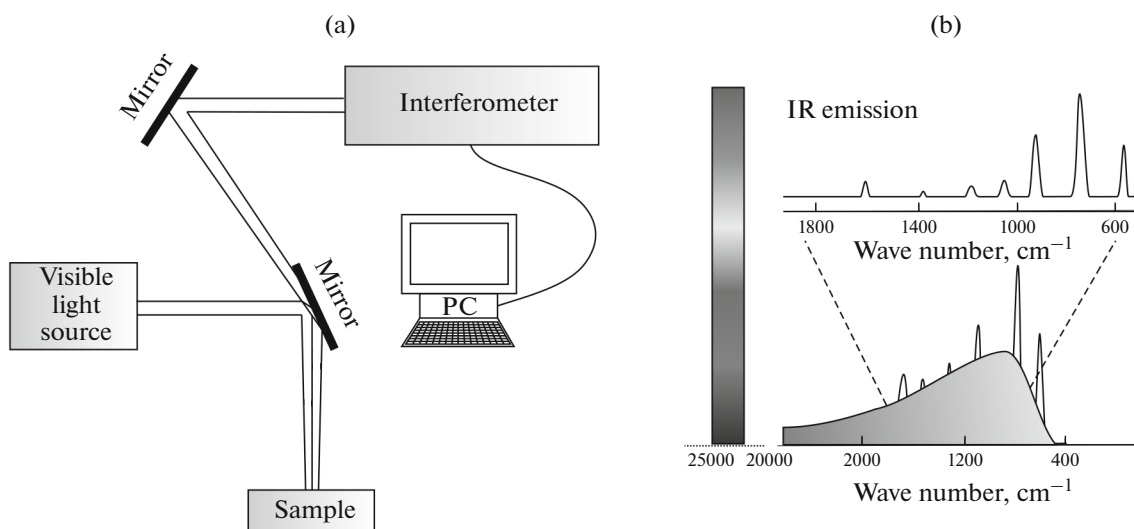 (a)
Mirror
Interferometer
Mirror
Visible
light
source
PC
Sample
(b)
IR emission
1800 1400 1000 600
Wave number, cm⁻¹
25000 20000 2000 1200 400
Wave number, cm⁻¹